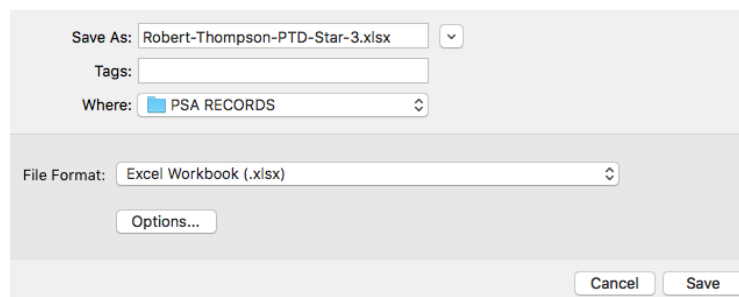 Save As: Robert-Thompson-PTD-Star-3.xlsx
Tags:
Where: PSA RECORDS
File Format: Excel Workbook (.xlsx)
Options...
Cancel Save